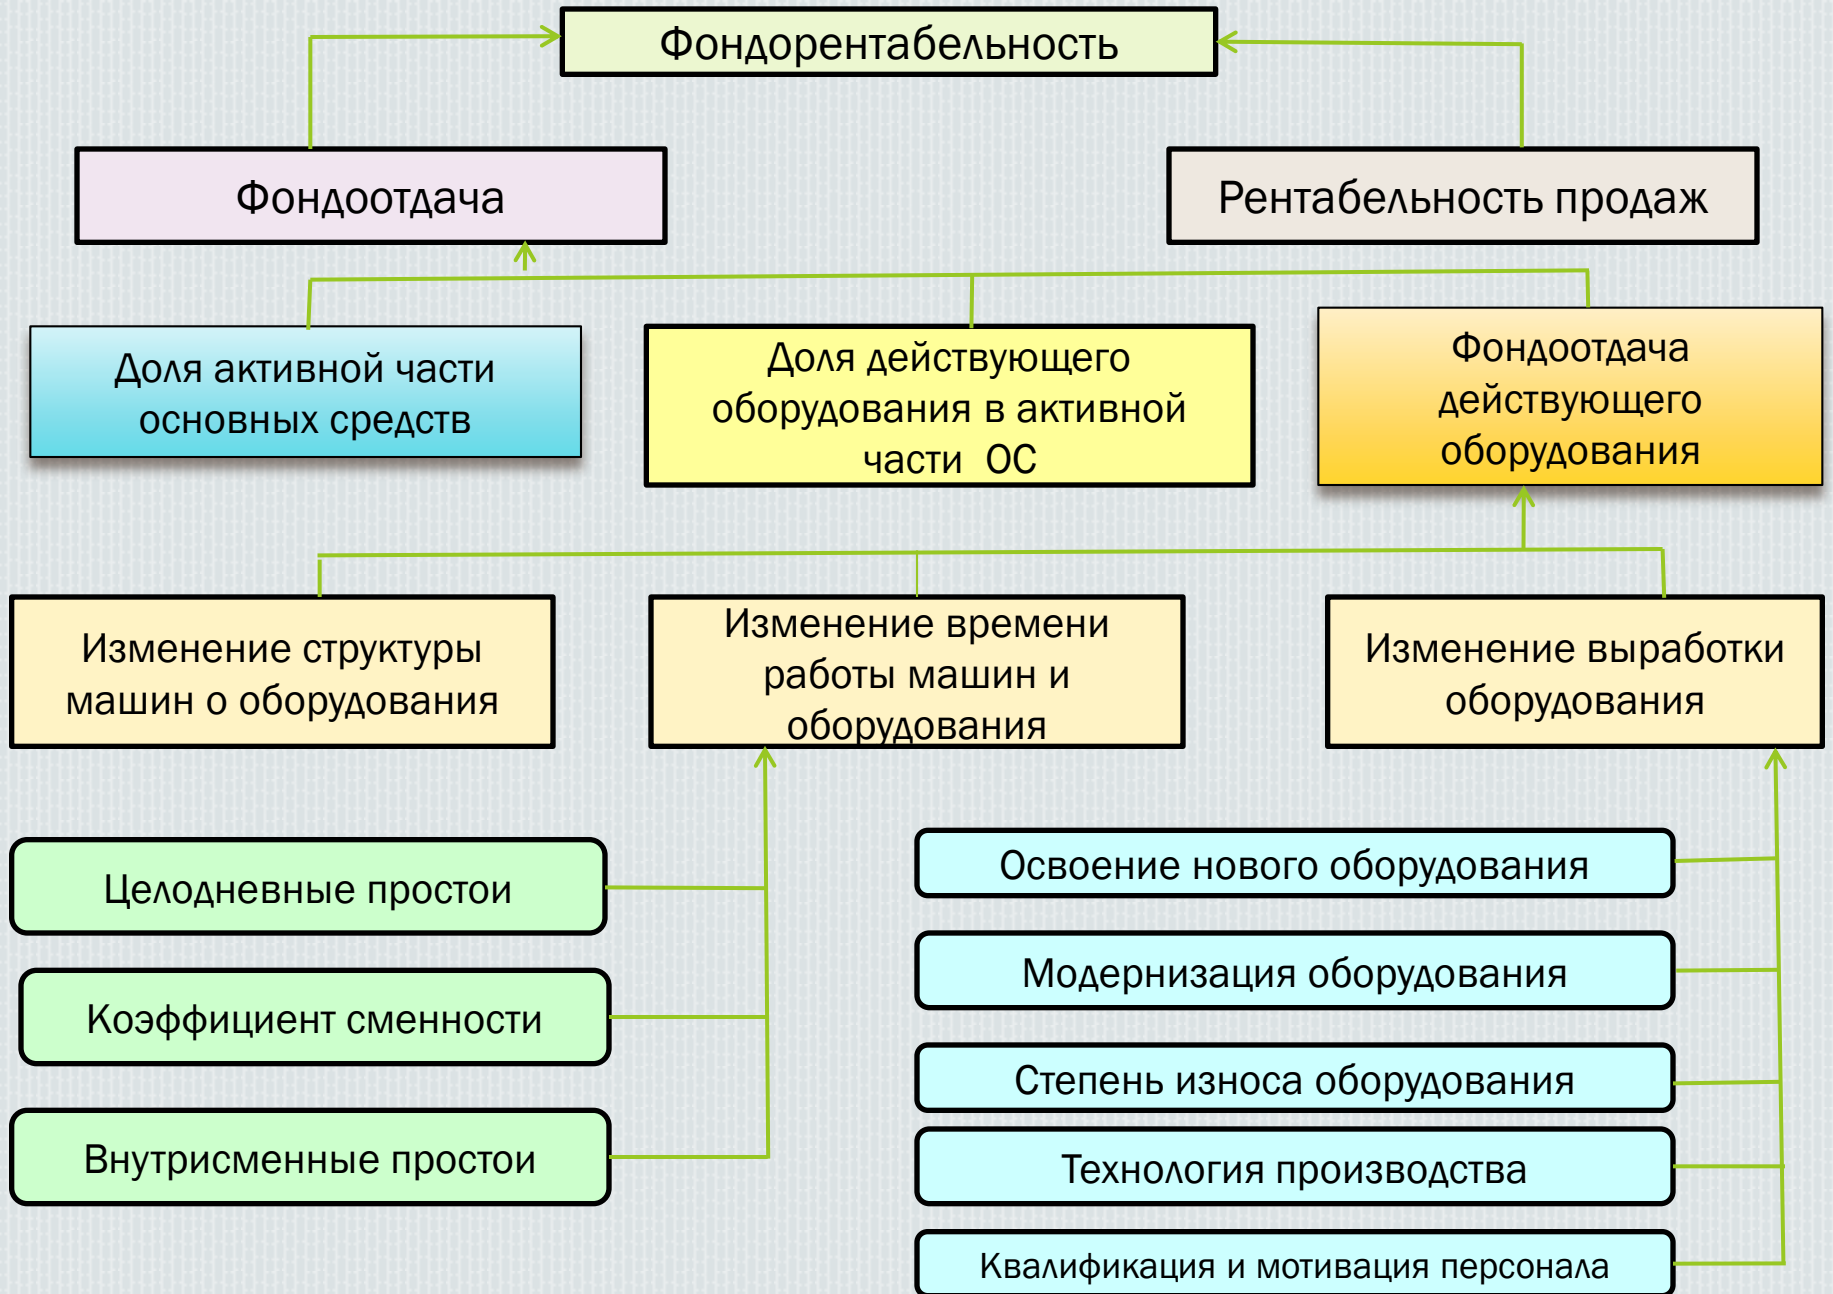 Фондорентабельность
Фондоотдача
Рентабельность продаж
Доля активной части
основных средств
Доля действующего
оборудования в активной
части ОС
Фондоотдача
действующего
оборудования
Изменение структуры
машин о оборудования
Изменение времени
работы машин и
оборудования
Изменение выработки
оборудования
Целодневные простои
Коэффициент сменности
Внутрисменные простои
Освоение нового оборудования
Модернизация оборудования
Степень износа оборудования
Технология производства
Квалификация и мотивация персонала